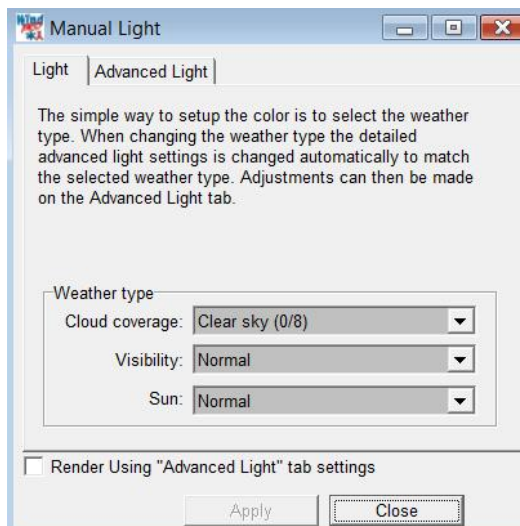 Manual Light
Light
Advanced Light
The simple way to setup the color is to select the weather
type. When changing the weather type the detailed
advanced light settings is changed automatically to match
the selected weather type. Adjustments can then be made
on the Advanced Light tab.
Weather type
Cloud coverage: Clear sky (0/8)
Visibility: Normal
Sun: Normal
Render Using "Advanced Light" tab settings
Apply
Close